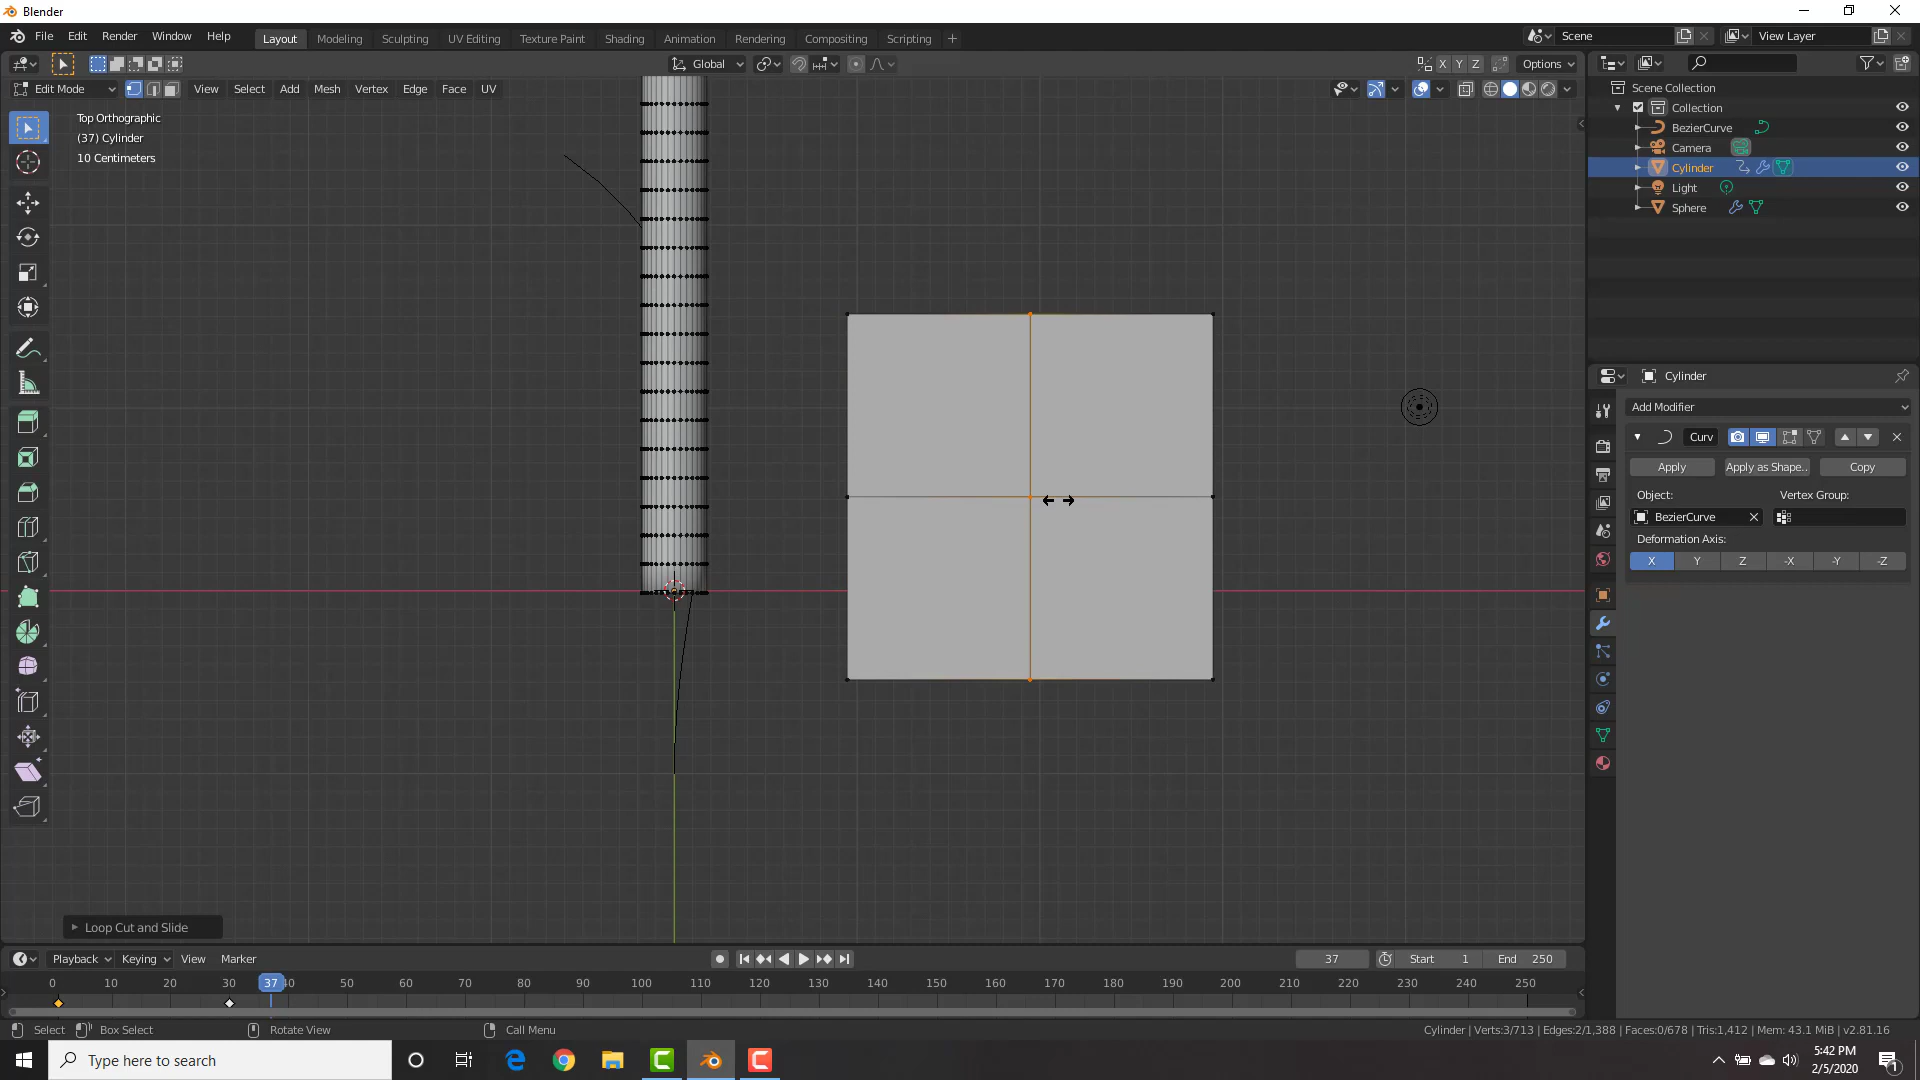 Blender
File Edit Render Window Help
Layout Modeling Sculpting UV Editing Texture Paint Shading Animation Rendering Compositing Scripting +
Scene
View Layer
Global
X Y Z
Options
Edit Mode
View Select Add Mesh Vertex Edge Face UV
Top Orthographic
(37) Cylinder
10 Centimeters
Scene Collection
Collection
BezierCurve
Camera
Cylinder
Light
Sphere
Cylinder
Add Modifier
Curv
Apply
Apply as Shape..
Copy
Object:
Vertex Group:
BezierCurve
Deformation Axis:
X Y Z -X -Y -Z
Loop Cut and Slide
Playback Keying View Marker
37
Start 1
End 250
0 10 20 30 37 40 50 60 70 80 90 100 110 120 130 140 150 160 170 180 190 200 210 220 230 240 250
Select
Box Select
Rotate View
Call Menu
Cylinder | Verts:3/713 | Edges:2/1,388 | Faces:0/678 | Tris:1,412 | Mem: 43.1 MiB | v2.81.16
Type here to search
5:42 PM
2/5/2020
1